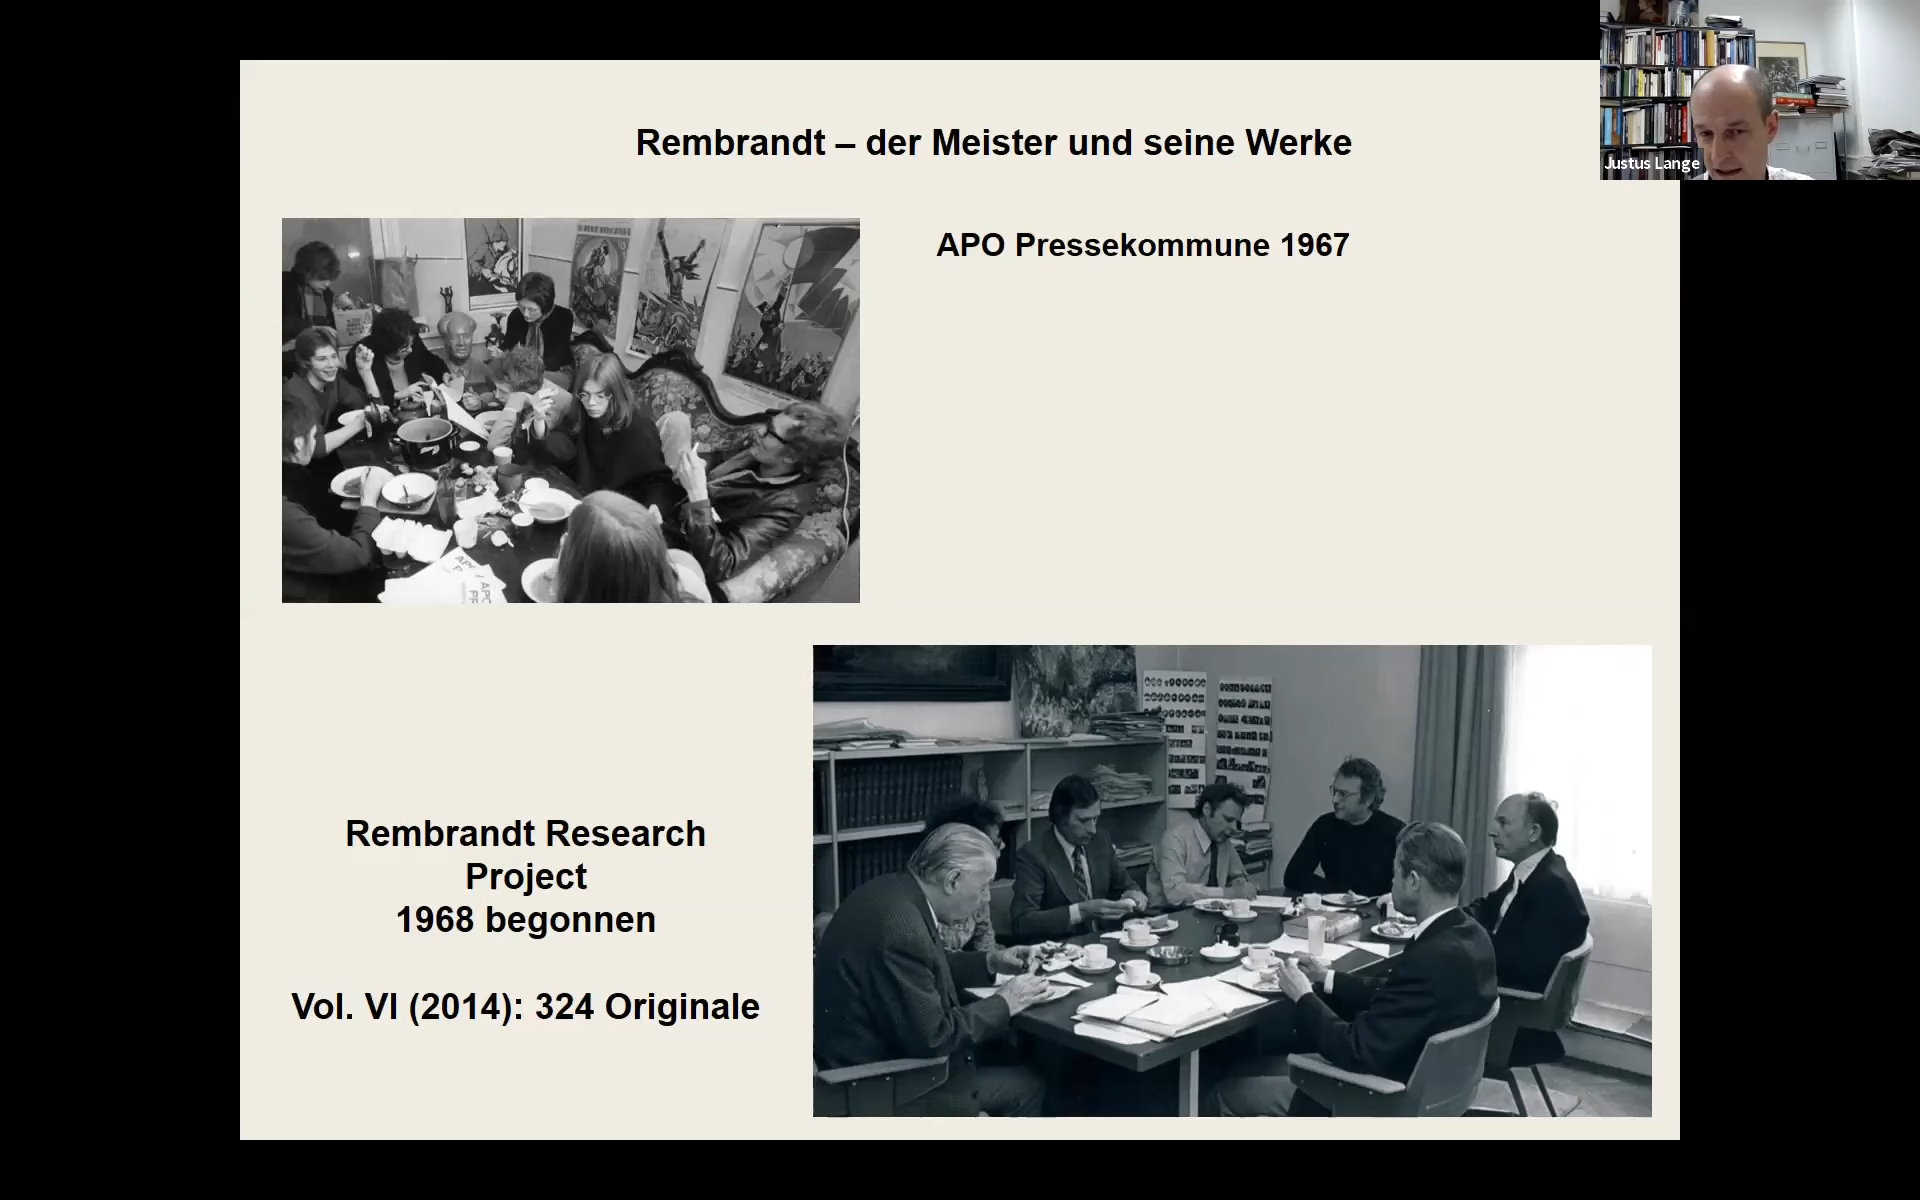 Rembrandt – der Meister und seine Werke
Justus Lange
APO Pressekommune 1967
Rembrandt Research
Project
1968 begonnen
Vol. VI (2014): 324 Originale